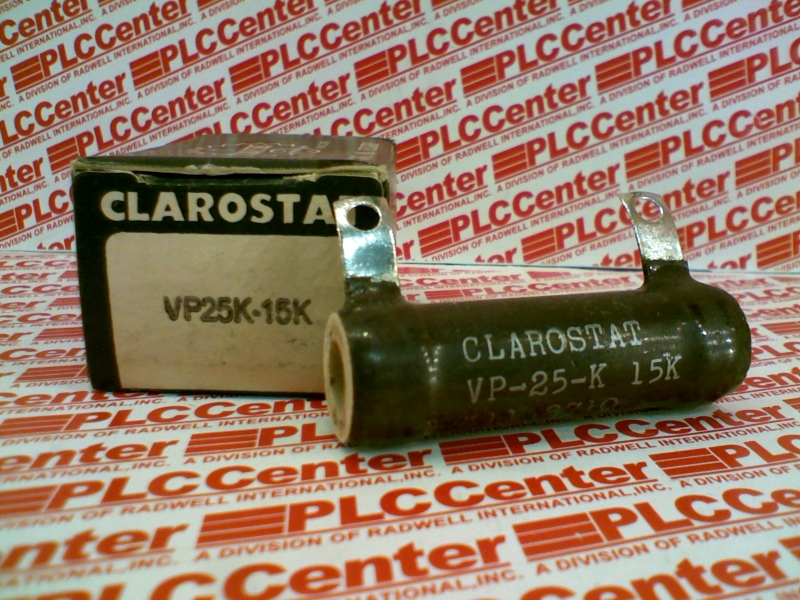 CLAROSTAT
VP25K-15K
CLAROSTAT
VP-25-K 15K
PLCCenter
A DIVISION OF RADWELL INTERNATIONAL, INC.